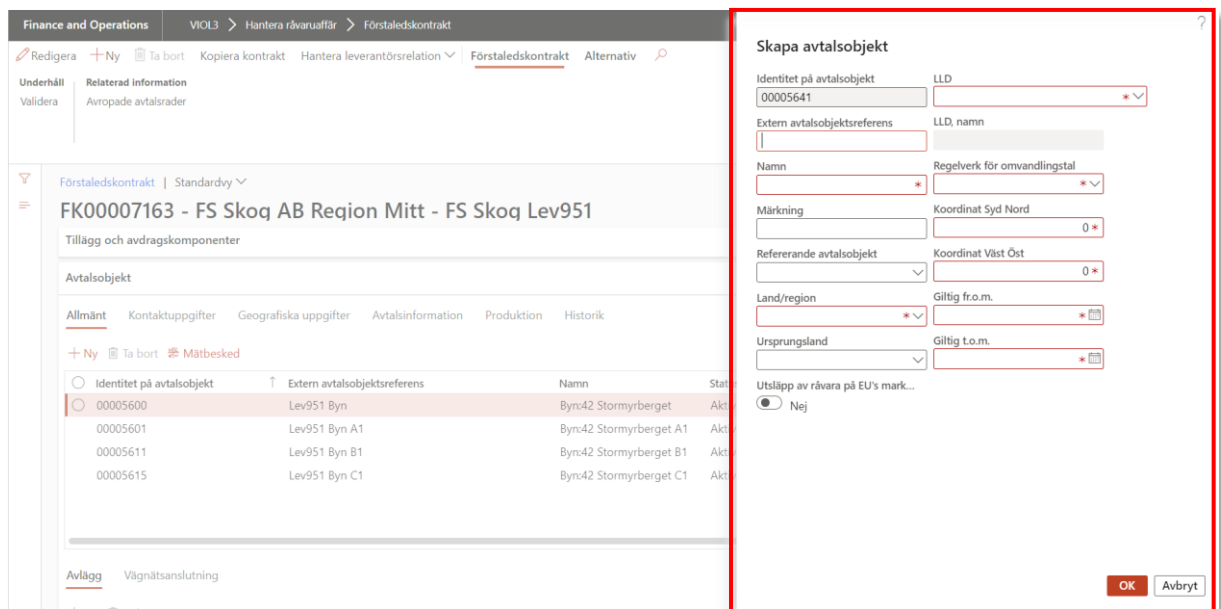 Finance and Operations VIOL3 > Hantera råvaruaffär > Förstaledskontrakt
Redigera Ny Ta bort Kopiera kontrakt Hantera leverantörsrelation Förstaledskontrakt Alternativ
Underhåll Relaterad information
Validera Avropade avtalsrader
Förstaledskontrakt | Standardvy
FK00007163 - FS Skog AB Region Mitt - FS Skog Lev951
Tillägg och avdragskomponenter
Avtalsobjekt
Allmänt Kontaktuppgifter Geografiska uppgifter Avtalsinformation Produktion Historik
Ny Ta bort Mätbesked
Identitet på avtalsobjekt ↑ Extern avtalsobjektsreferens Namn
00005600 Lev951 Byn Byn:42 Stormyrberget
00005601 Lev951 Byn A1 Byn:42 Stormyrberget A1
00005611 Lev951 Byn B1 Byn:42 Stormyrberget B1
00005615 Lev951 Byn C1 Byn:42 Stormyrberget C1
Avlägg Vägnätsanslutning
?
Skapa avtalsobjekt
Identitet på avtalsobjekt LLD
00005641 *
Extern avtalsobjektsreferens LLD, namn
Namn Regelverk för omvandlingstal
* *
Märkning Koordinat Syd Nord
0 *
Refererande avtalsobjekt Koordinat Väst Öst
0 *
Land/region Giltig fr.o.m.
* *
Ursprungsland Giltig t.o.m.
*
Utsläpp av råvara på EU's mark...
Nej
OK Avbryt